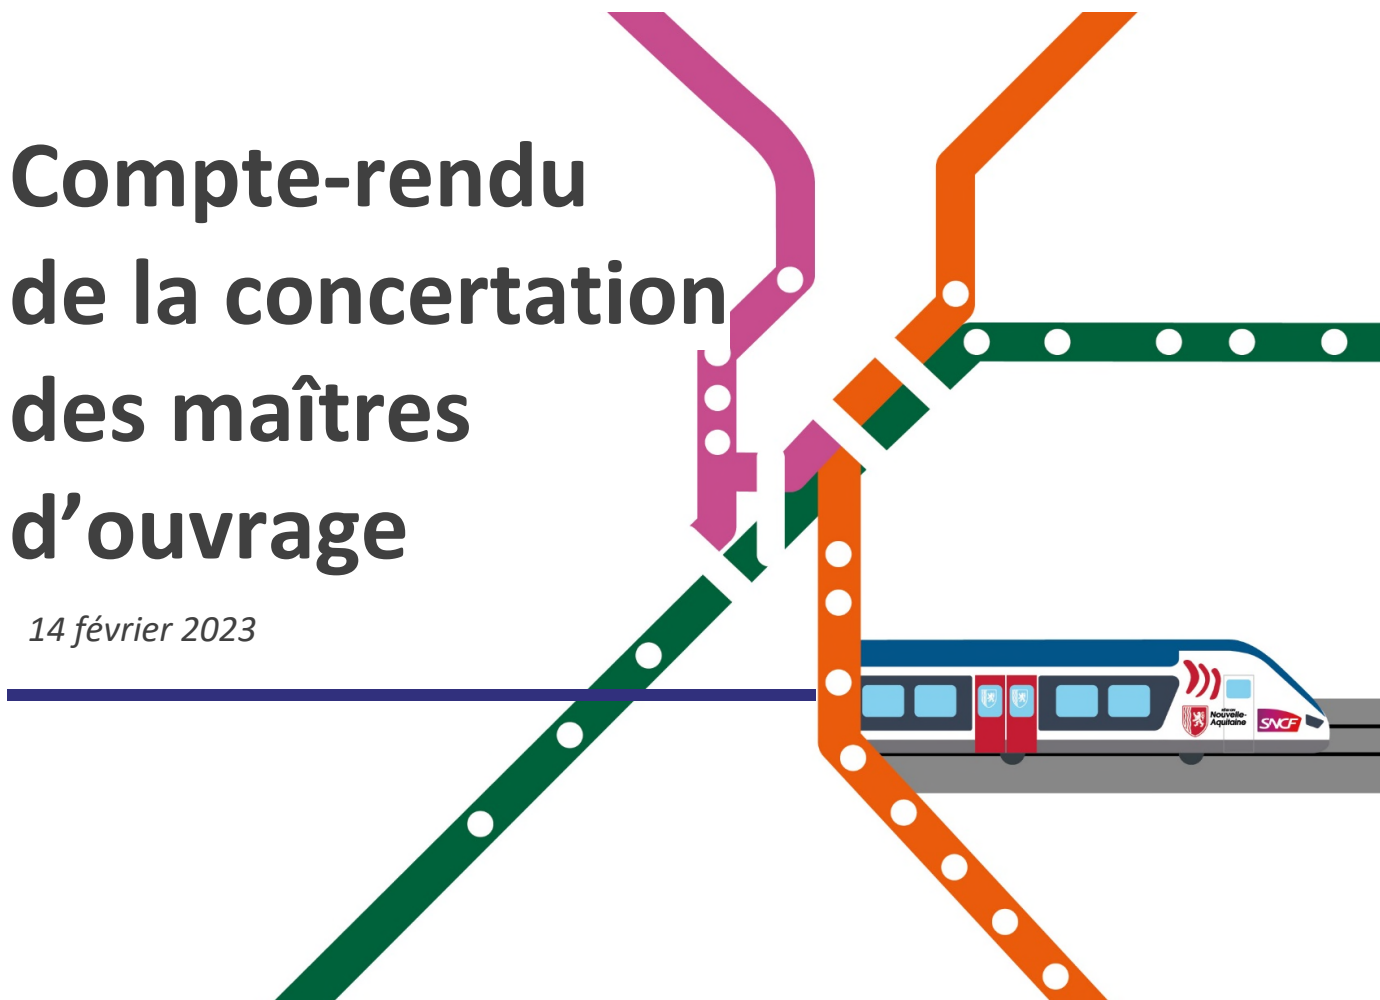 Compte-rendu
de la concertation
des maîtres
d’ouvrage
14 février 2023
Nouvelle-
Aquitaine
SNCF